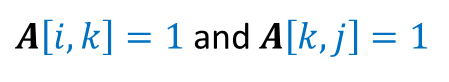 A[i, k] = 1 and A[k, j] = 1